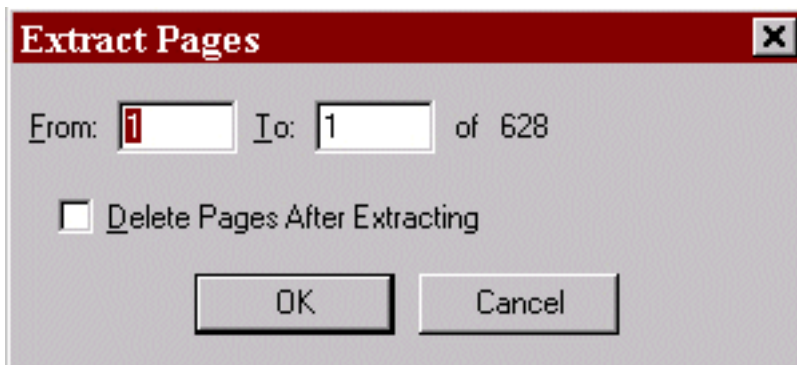 Extract Pages
From: 1 To: 1 of 628
Delete Pages After Extracting
OK Cancel